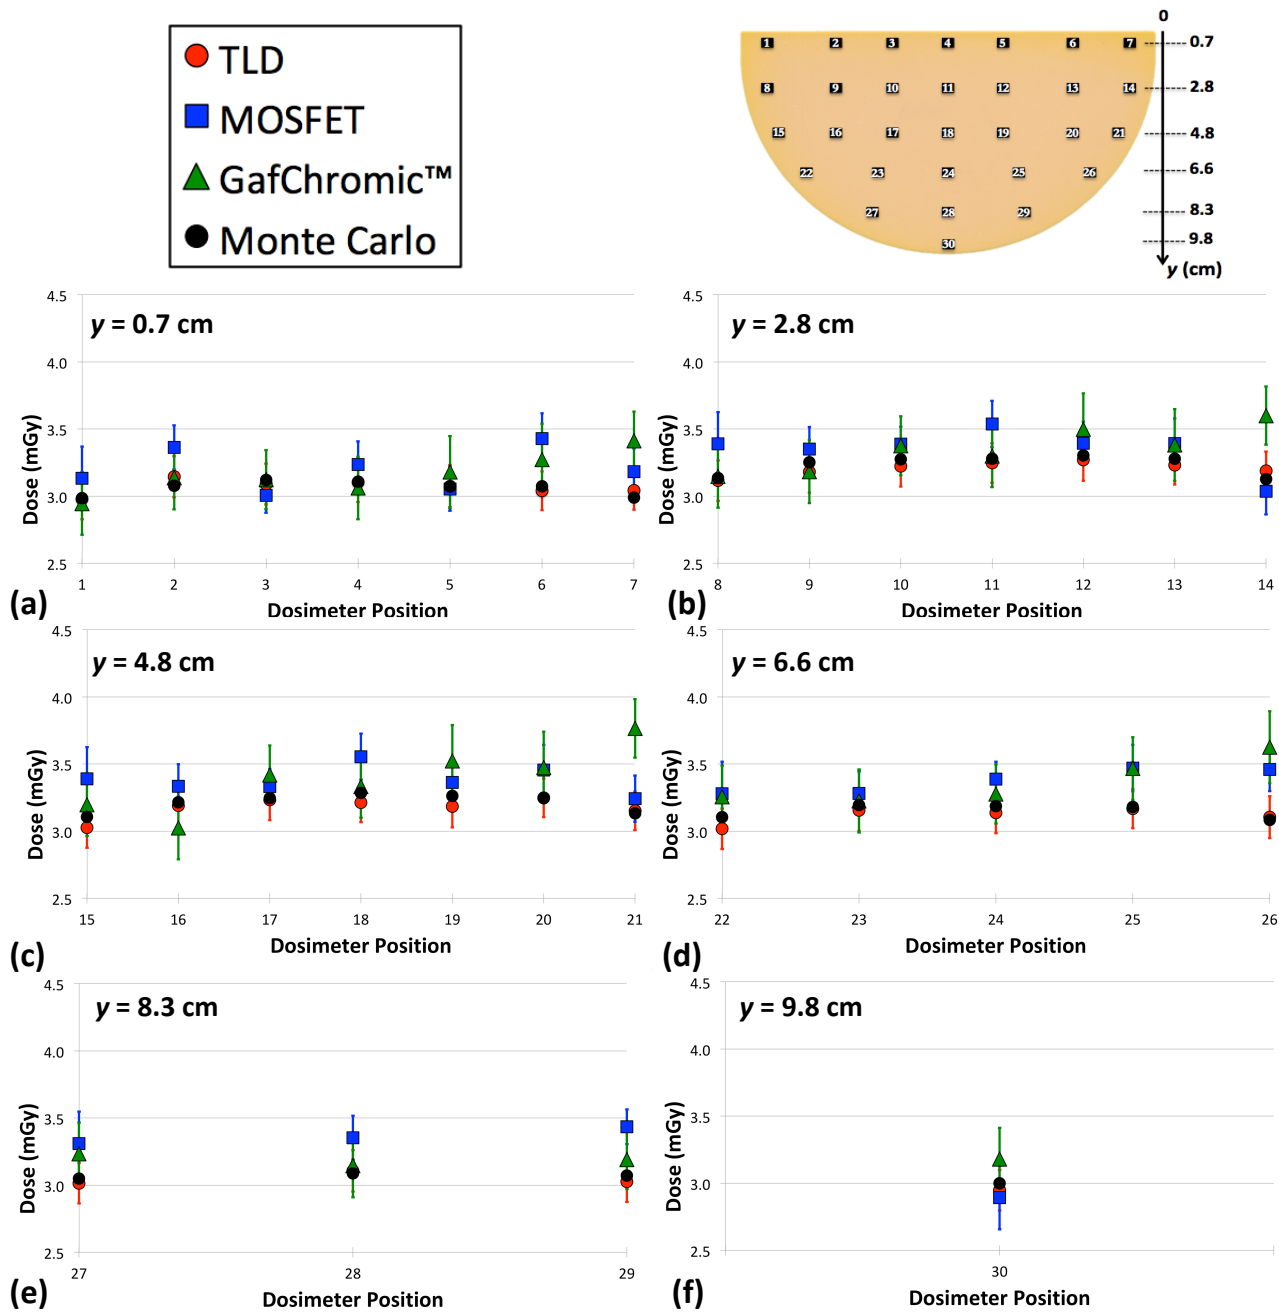 TLD
MOSFET
GafChromic™
Monte Carlo
0
1 2 3 4 5 6 7 0.7
8 9 10 11 12 13 14 2.8
15 16 17 18 19 20 21 4.8
22 23 24 25 26 6.6
27 28 29 8.3
30 9.8
y (cm)
4.5
y = 0.7 cm
4.0
3.5
3.0
2.5
Dose (mGy)
1 2 3 4 5 6 7
(a) Dosimeter Position
4.5
y = 2.8 cm
4.0
3.5
3.0
2.5
Dose (mGy)
8 9 10 11 12 13 14
(b) Dosimeter Position
4.5
y = 4.8 cm
4.0
3.5
3.0
2.5
Dose (mGy)
15 16 17 18 19 20 21
(c) Dosimeter Position
4.5
y = 6.6 cm
4.0
3.5
3.0
2.5
Dose (mGy)
22 23 24 25 26
(d) Dosimeter Position
4.5
y = 8.3 cm
4.0
3.5
3.0
2.5
Dose (mGy)
27 28 29
(e) Dosimeter Position
4.5
y = 9.8 cm
4.0
3.5
3.0
2.5
Dose (mGy)
30
(f) Dosimeter Position